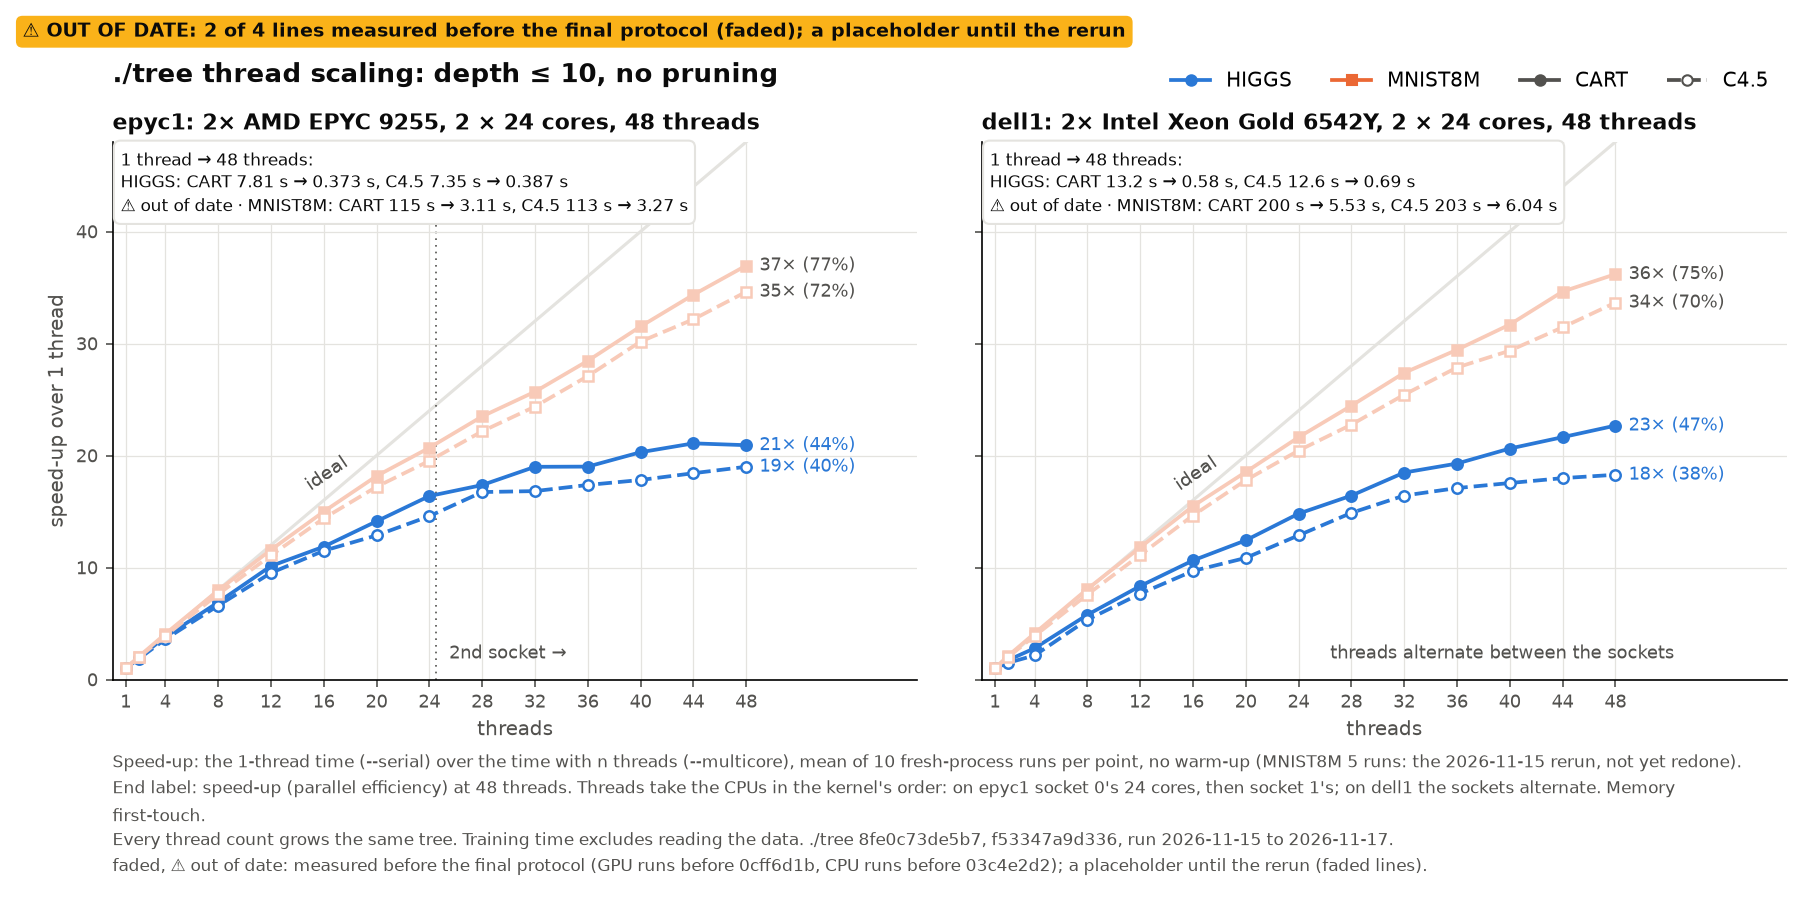 ⚠ OUT OF DATE: 2 of 4 lines measured before the final protocol (faded); a placeholder until the rerun
./tree thread scaling: depth ≤ 10, no pruning
HIGGS MNIST8M CART C4.5
epyc1: 2× AMD EPYC 9255, 2 × 24 cores, 48 threads
1 thread → 48 threads:
HIGGS: CART 7.81 s → 0.373 s, C4.5 7.35 s → 0.387 s
⚠ out of date · MNIST8M: CART 115 s → 3.11 s, C4.5 113 s → 3.27 s
speed-up over 1 thread
40
30
20
10
0
ideal
37× (77%)
35× (72%)
21× (44%)
19× (40%)
2nd socket →
1 4 8 12 16 20 24 28 32 36 40 44 48
threads
dell1: 2× Intel Xeon Gold 6542Y, 2 × 24 cores, 48 threads
1 thread → 48 threads:
HIGGS: CART 13.2 s → 0.58 s, C4.5 12.6 s → 0.69 s
⚠ out of date · MNIST8M: CART 200 s → 5.53 s, C4.5 203 s → 6.04 s
ideal
36× (75%)
34× (70%)
23× (47%)
18× (38%)
threads alternate between the sockets
1 4 8 12 16 20 24 28 32 36 40 44 48
threads
Speed-up: the 1-thread time (--serial) over the time with n threads (--multicore), mean of 10 fresh-process runs per point, no warm-up (MNIST8M 5 runs: the 2026-11-15 rerun, not yet redone).
End label: speed-up (parallel efficiency) at 48 threads. Threads take the CPUs in the kernel's order: on epyc1 socket 0's 24 cores, then socket 1's; on dell1 the sockets alternate. Memory
first-touch.
Every thread count grows the same tree. Training time excludes reading the data. ./tree 8fe0c73de5b7, f53347a9d336, run 2026-11-15 to 2026-11-17.
faded, ⚠ out of date: measured before the final protocol (GPU runs before 0cff6d1b, CPU runs before 03c4e2d2); a placeholder until the rerun (faded lines).